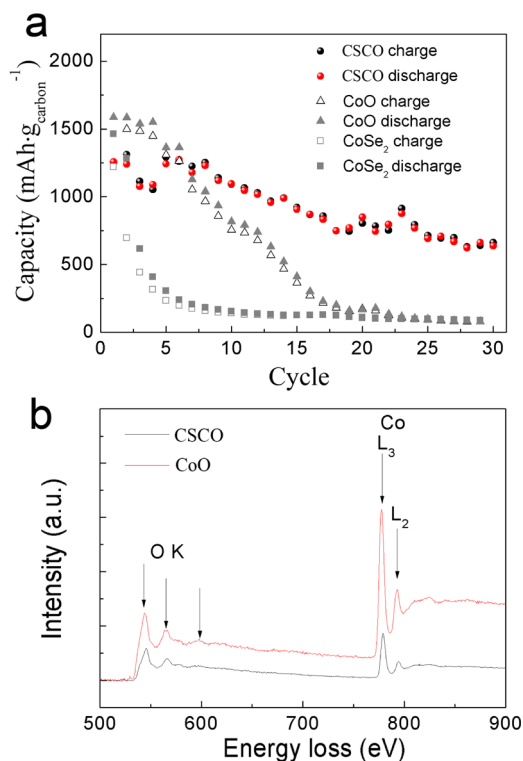 a
2000
1500
1000
500
0
Capacity (mAh·g_carbon^-1)
CSCO charge
CSCO discharge
CoO charge
CoO discharge
CoSe₂ charge
CoSe₂ discharge
0 5 10 15 20 25 30
Cycle
b
CSCO
CoO
Co
L₃
L₂
O K
Intensity (a.u.)
500 600 700 800 900
Energy loss (eV)